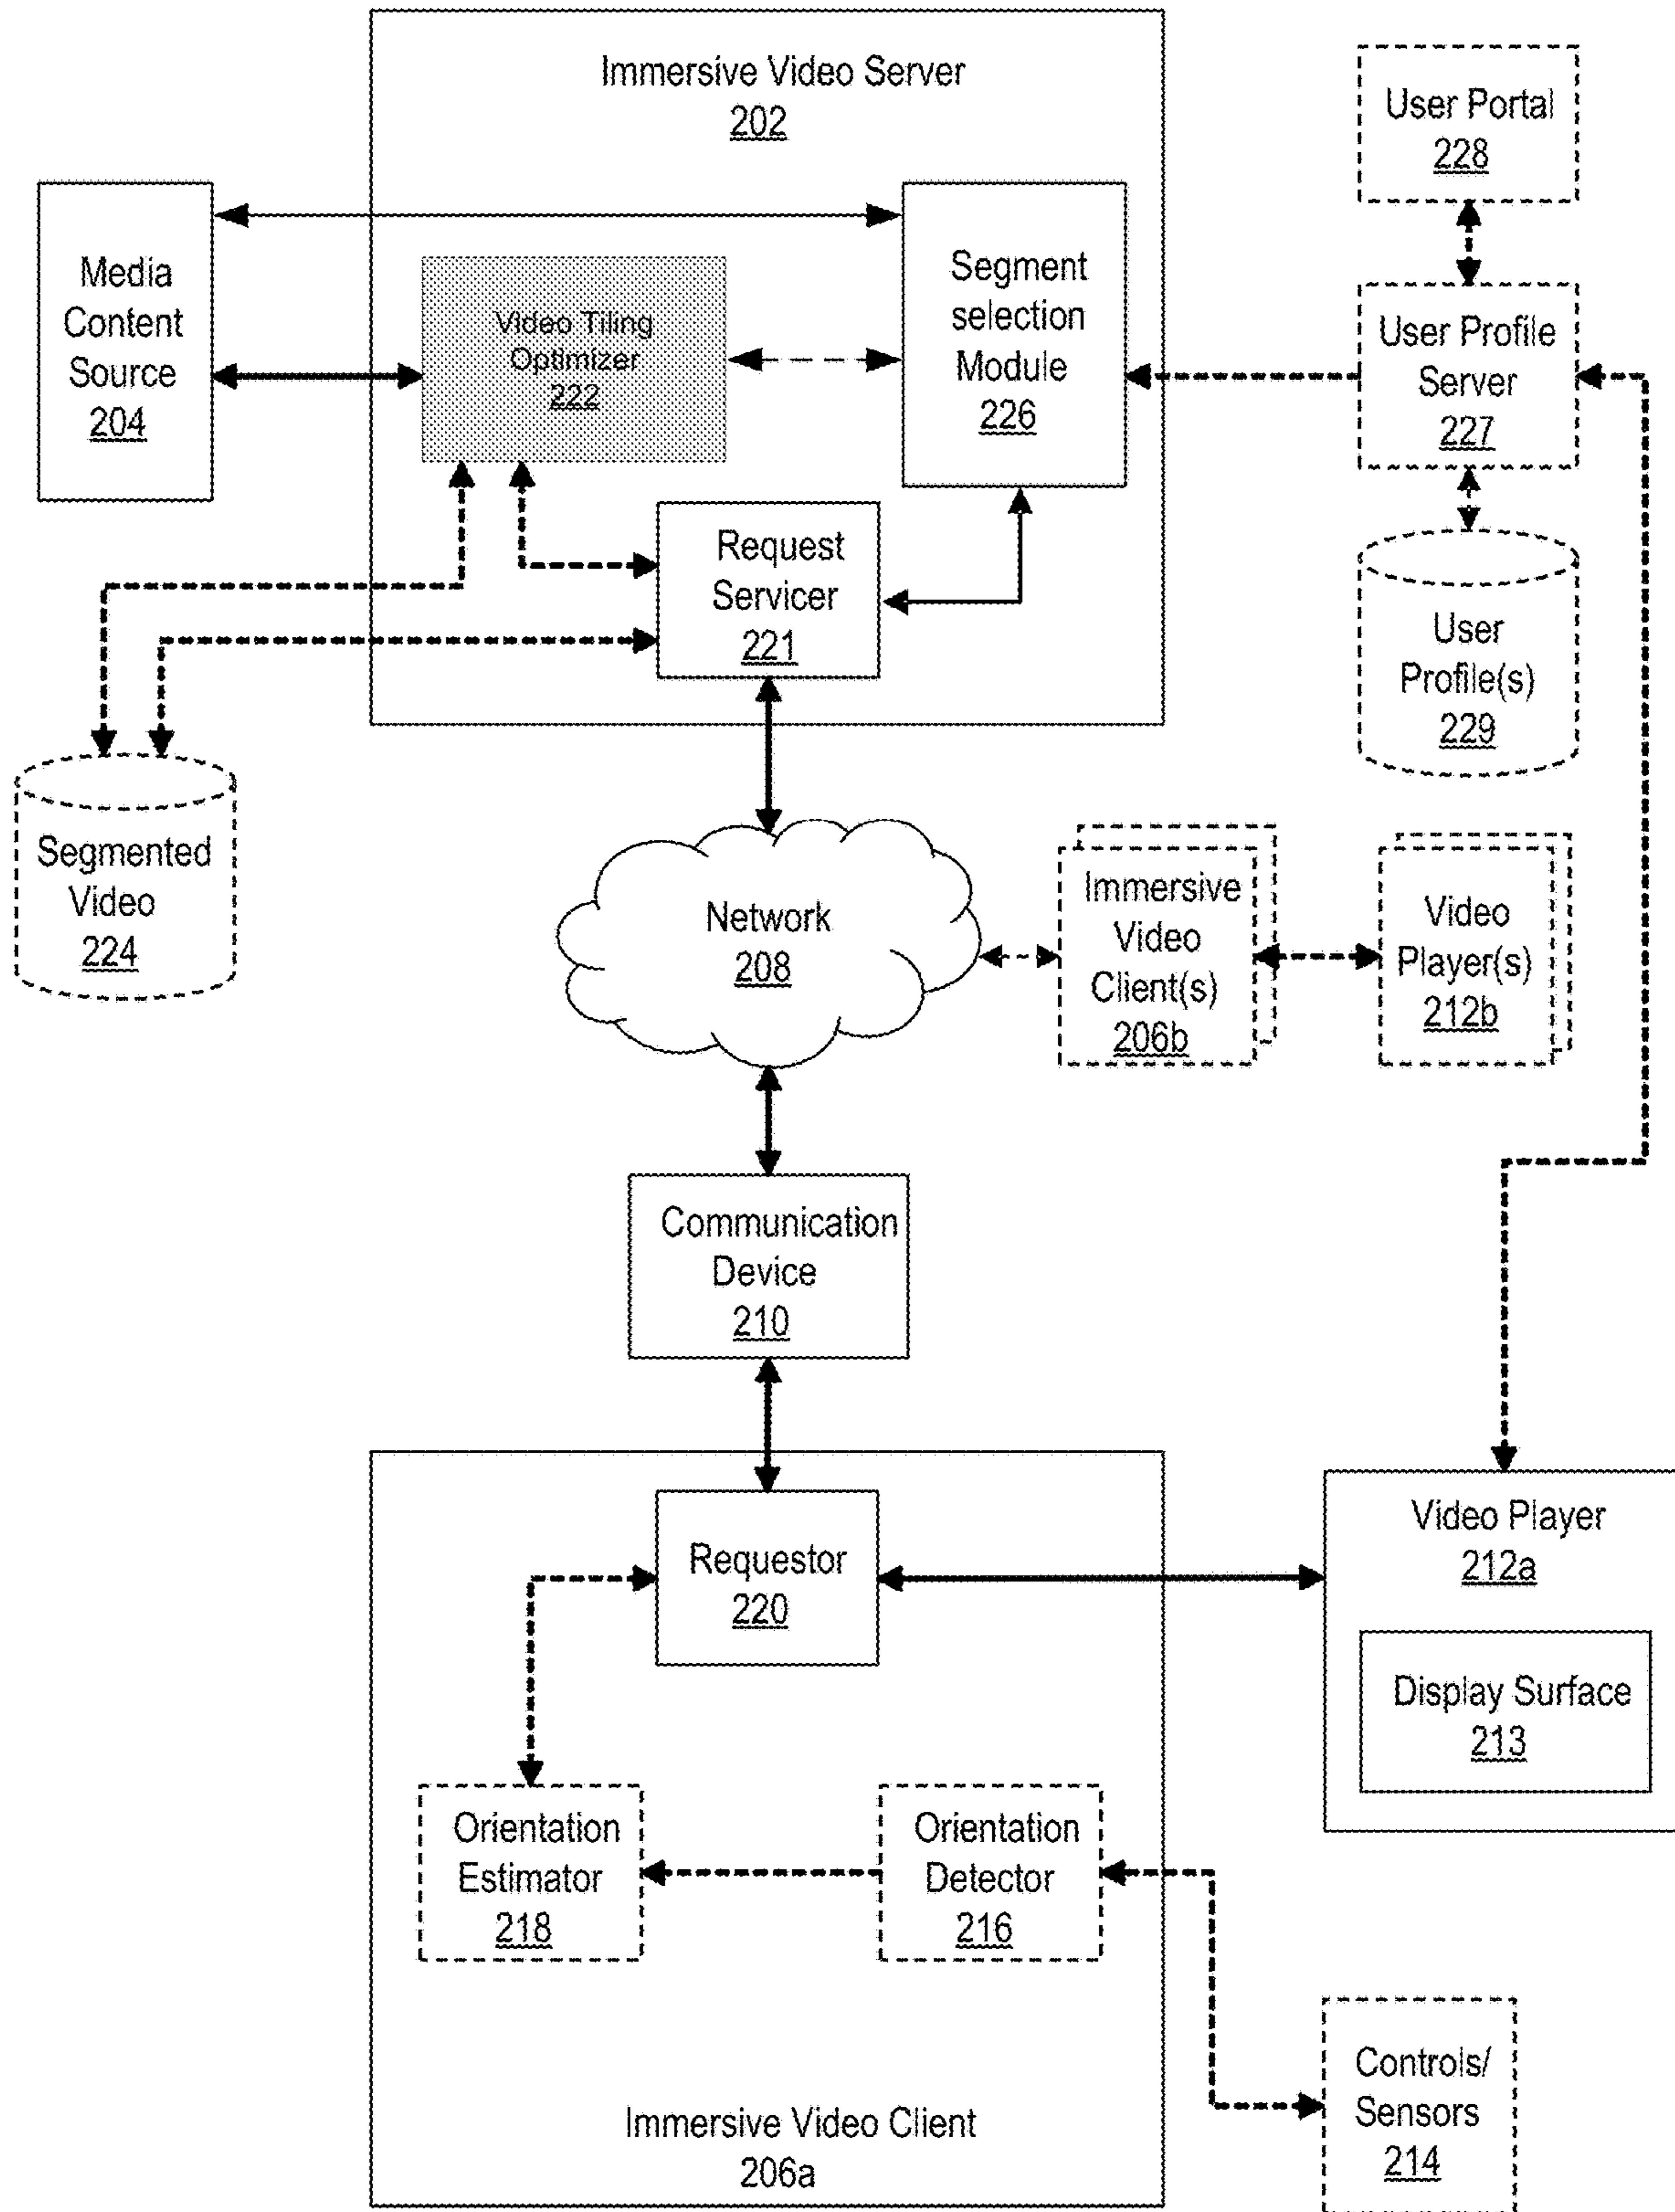 Immersive Video Server
202
User Portal
228
Media
Content
Source
204
Video Tiling
Optimizer
222
Segment
selection
Module
226
User Profile
Server
227
Request
Servicer
221
User
Profile(s)
229
Segmented
Video
224
Network
208
Immersive
Video
Client(s)
206b
Video
Player(s)
212b
Communication
Device
210
Requestor
220
Video Player
212a
Display Surface
213
Orientation
Estimator
218
Orientation
Detector
216
Controls/
Sensors
214
Immersive Video Client
206a